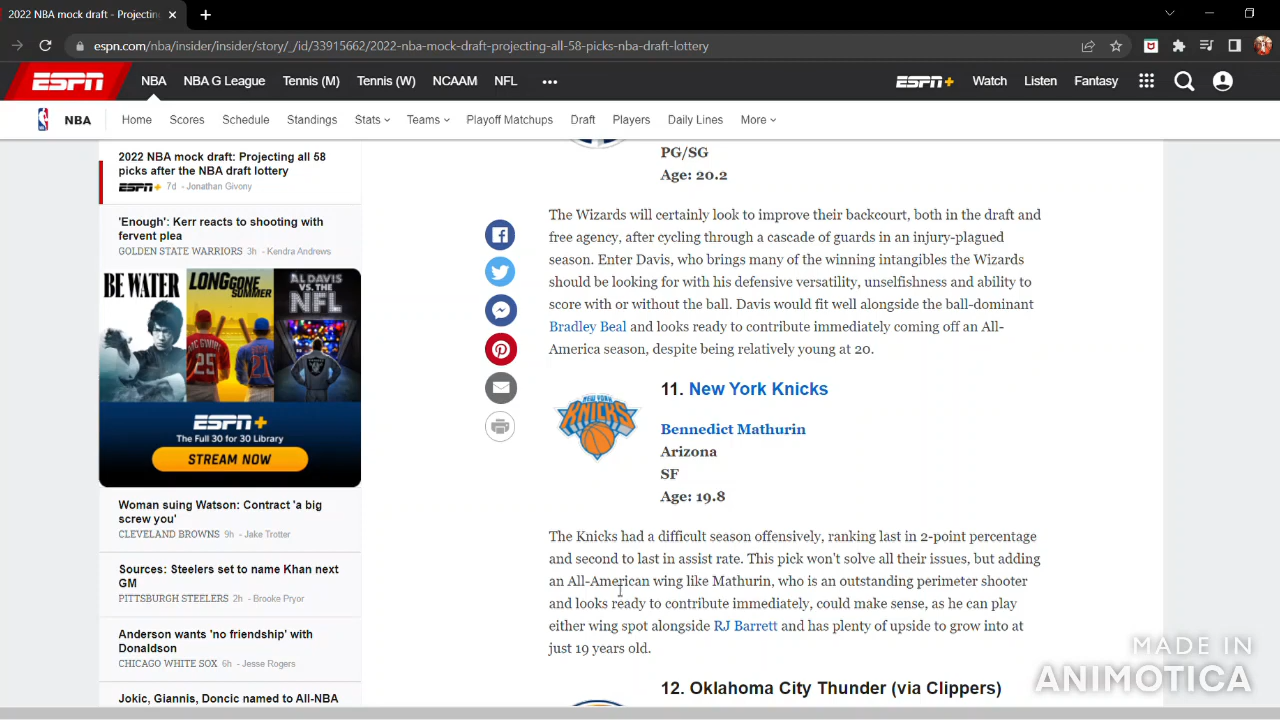 2022 NBA mock draft - Projectin
espn.com/nba/insider/insider/story/_/id/33915662/2022-nba-mock-draft-projecting-all-58-picks-nba-draft-lottery
ESPN NBA NBA G League Tennis (M) Tennis (W) NCAAM NFL ••• ESPN+ Watch Listen Fantasy
NBA Home Scores Schedule Standings Stats Teams Playoff Matchups Draft Players Daily Lines More
2022 NBA mock draft: Projecting all 58
picks after the NBA draft lottery
ESPN+ 7d - Jonathan Givony
'Enough': Kerr reacts to shooting with
fervent plea
GOLDEN STATE WARRIORS 3h - Kendra Andrews
BE WATER
LONG GONE
SUMMER
AL DAVIS
VS. THE
NFL
MC GWIRE
25
21
ESPN+
The Full 30 for 30 Library
STREAM NOW
Woman suing Watson: Contract 'a big
screw you'
CLEVELAND BROWNS 9h - Jake Trotter
Sources: Steelers set to name Khan next
GM
PITTSBURGH STEELERS 2h - Brooke Pryor
Anderson wants 'no friendship' with
Donaldson
CHICAGO WHITE SOX 6h - Jesse Rogers
Jokic, Giannis, Doncic named to All-NBA
PG/SG
Age: 20.2
The Wizards will certainly look to improve their backcourt, both in the draft and
free agency, after cycling through a cascade of guards in an injury-plagued
season. Enter Davis, who brings many of the winning intangibles the Wizards
should be looking for with his defensive versatility, unselfishness and ability to
score with or without the ball. Davis would fit well alongside the ball-dominant
Bradley Beal and looks ready to contribute immediately coming off an All-
America season, despite being relatively young at 20.
11. New York Knicks
NEW YORK
KNICKS
Bennedict Mathurin
Arizona
SF
Age: 19.8
The Knicks had a difficult season offensively, ranking last in 2-point percentage
and second to last in assist rate. This pick won't solve all their issues, but adding
an All-American wing like Mathurin, who is an outstanding perimeter shooter
and looks ready to contribute immediately, could make sense, as he can play
either wing spot alongside RJ Barrett and has plenty of upside to grow into at
just 19 years old.
12. Oklahoma City Thunder (via Clippers)
MADE IN
ANIMOTICA